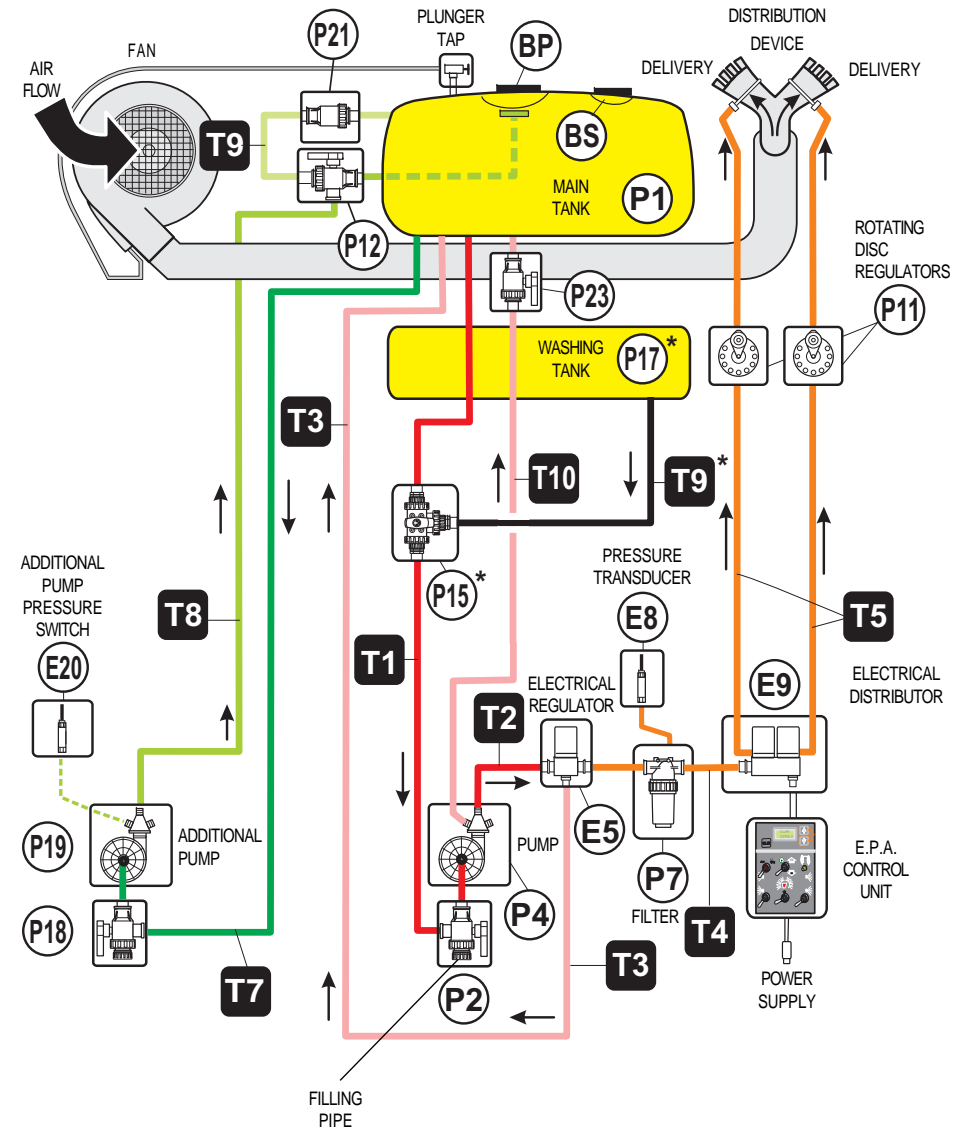 PLUNGER
TAP
DISTRIBUTION
DEVICE
FAN
P21
BP
AIR
FLOW
DELIVERY
DELIVERY
T9
BS
MAIN
TANK
P1
P12
ROTATING
DISC
REGULATORS
P23
P11
WASHING
TANK
P17*
T3
T10
T9*
ADDITIONAL
PUMP
PRESSURE
SWITCH
P15*
PRESSURE
TRANSDUCER
E8
T8
T5
E20
T1
ELECTRICAL
REGULATOR
E9
ELECTRICAL
DISTRIBUTOR
T2
P19
ADDITIONAL
PUMP
PUMP
E5
E.P.A.
CONTROL
UNIT
P7
P4
P18
FILTER
T4
T3
T7
P2
POWER
SUPPLY
FILLING
PIPE